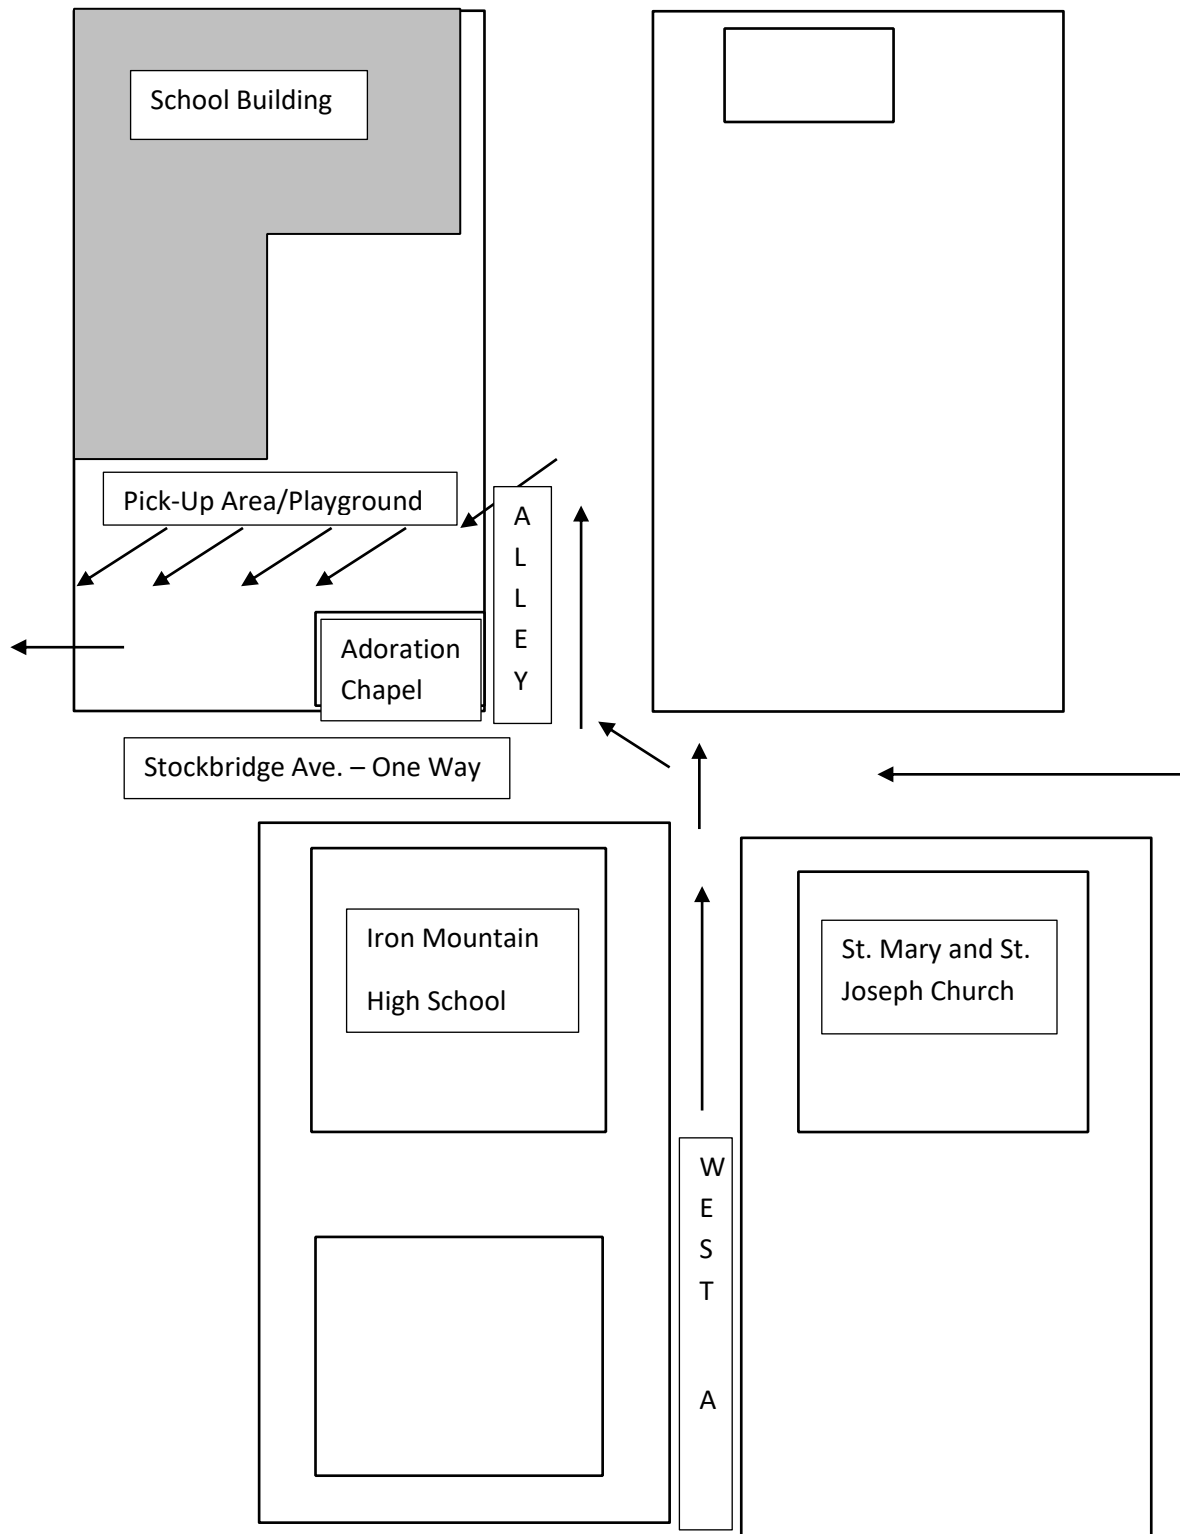 School Building
Pick-Up Area/Playground
A
L
L
E
Y
Adoration
Chapel
Stockbridge Ave. – One Way
Iron Mountain
High School
St. Mary and St.
Joseph Church
W
E
S
T
A